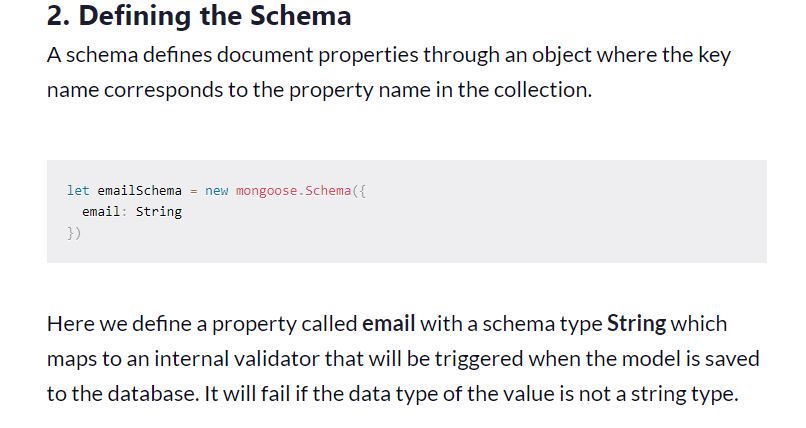 2. Defining the Schema
A schema defines document properties through an object where the key
name corresponds to the property name in the collection.
let emailSchema = new mongoose.Schema({
  email: String
})
Here we define a property called email with a schema type String which
maps to an internal validator that will be triggered when the model is saved
to the database. It will fail if the data type of the value is not a string type.